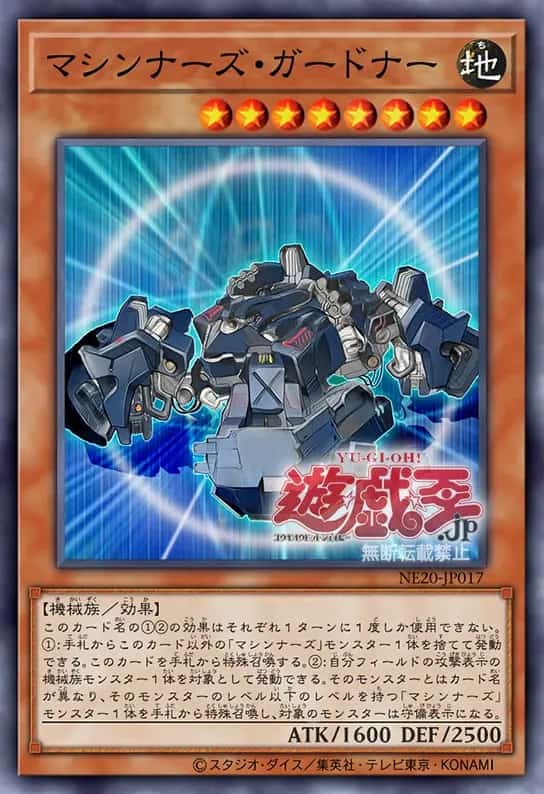 マシンナーズ・ガードナー
地
YU-GI-OH!
遊戯王.jp
無断転載禁止
NE20-JP017
【機械族／効果】
このカード名の①②の効果はそれぞれ１ターンに１度しか使用できない。
①：手札からこのカード以外の「マシンナーズ」モンスター１体を捨てて発動
できる。このカードを手札から特殊召喚する。②：自分フィールドの攻撃表示の
機械族モンスター１体を対象として発動できる。そのモンスターとはカード名
が異なり、そのモンスターのレベル以下のレベルを持つ「マシンナーズ」
モンスター１体を手札から特殊召喚し、対象のモンスターは守備表示になる。
ATK/1600 DEF/2500
©スタジオ・ダイス／集英社・テレビ東京・KONAMI